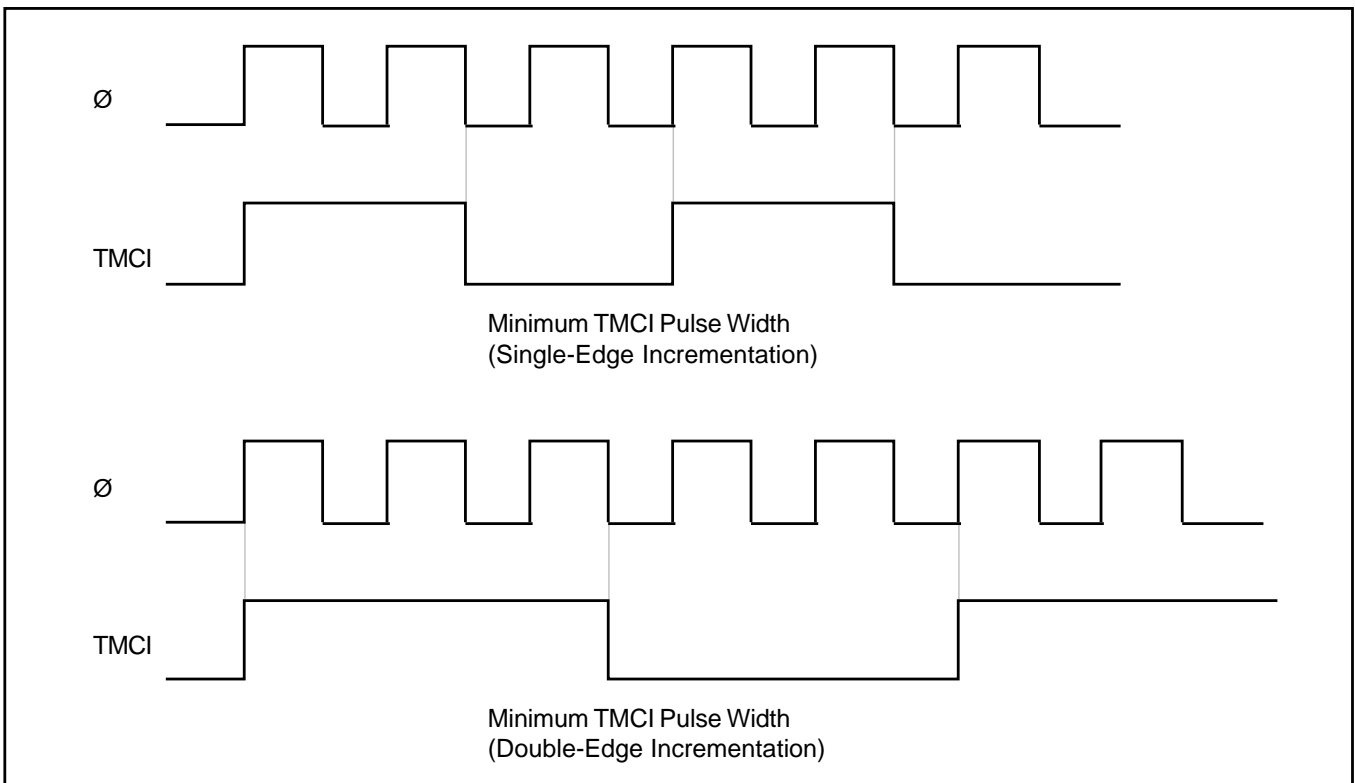 Ø
TMCI
Minimum TMCI Pulse Width
(Single-Edge Incrementation)
Ø
TMCI
Minimum TMCI Pulse Width
(Double-Edge Incrementation)